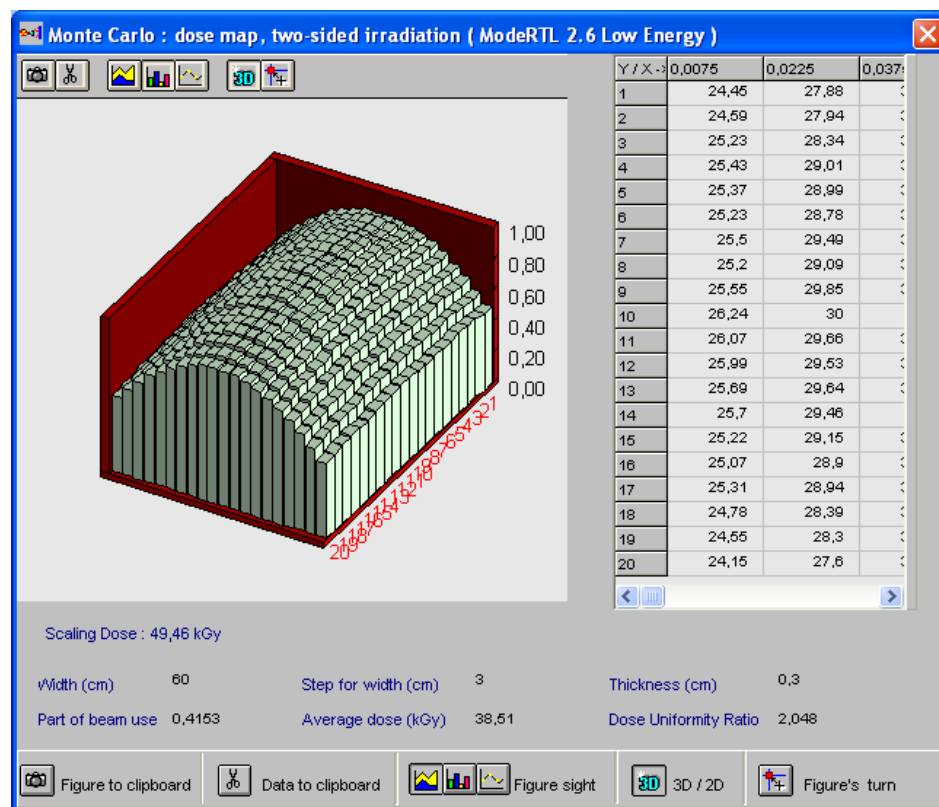 Monte Carlo : dose map, two-sided irradiation ( ModeRTL 2.6 Low Energy )
3D
Y / X -> 0,0075 0,0225
1 24,45 27,88
2 24,59 27,94
3 25,23 28,34
4 25,43 29,01
5 25,37 28,99
6 25,23 28,78
7 25,5 29,49
8 25,2 29,09
9 25,55 29,85
10 26,24 30
11 26,07 29,66
12 25,99 29,53
13 25,69 29,64
14 25,7 29,46
15 25,22 29,15
16 25,07 28,9
17 25,31 28,94
18 24,78 28,39
19 24,55 28,3
20 24,15 27,6
1,00
0,80
0,60
0,40
0,20
0,00
Scaling Dose : 49,46 kGy
Width (cm) 60 Step for width (cm) 3 Thickness (cm) 0,3
Part of beam use 0,4153 Average dose (kGy) 38,51 Dose Uniformity Ratio 2,048
Figure to clipboard Data to clipboard Figure sight 3D 3D / 2D Figure's turn